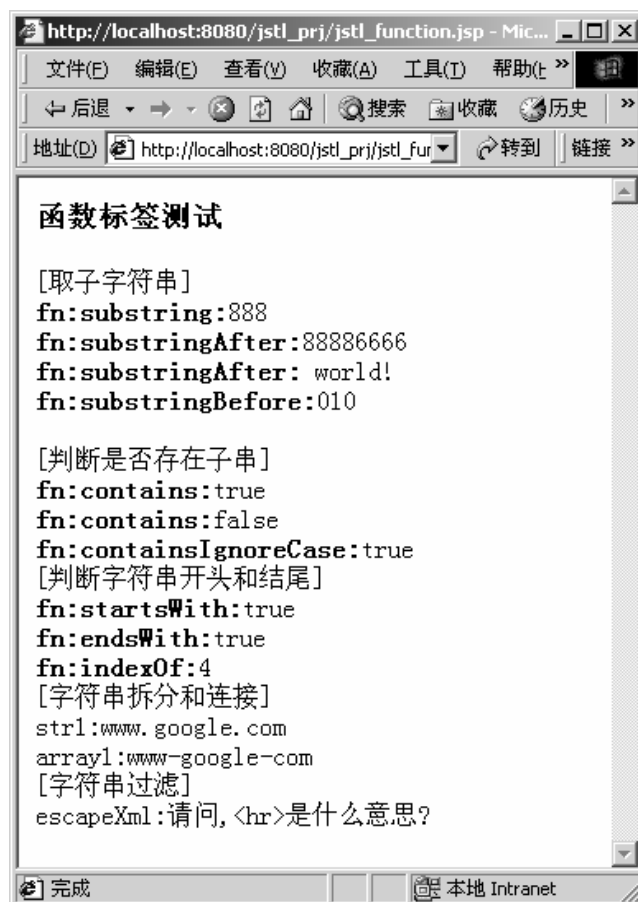 http://localhost:8080/jstl_prj/jstl_function.jsp - Mic...
文件(F) 编辑(E) 查看(V) 收藏(A) 工具(T) 帮助(H »
后退 搜索 收藏 历史 »
地址(D) http://localhost:8080/jstl_prj/jstl_fur 转到 链接 »
函数标签测试
[取子字符串]
fn:substring:888
fn:substringAfter:88886666
fn:substringAfter: world!
fn:substringBefore:010
[判断是否存在子串]
fn:contains:true
fn:contains:false
fn:containsIgnoreCase:true
[判断字符串开头和结尾]
fn:startsWith:true
fn:endsWith:true
fn:indexOf:4
[字符串拆分和连接]
str1:www.google.com
array1:www-google-com
[字符串过滤]
escapeXml:请问,<hr>是什么意思?
完成 本地 Intranet